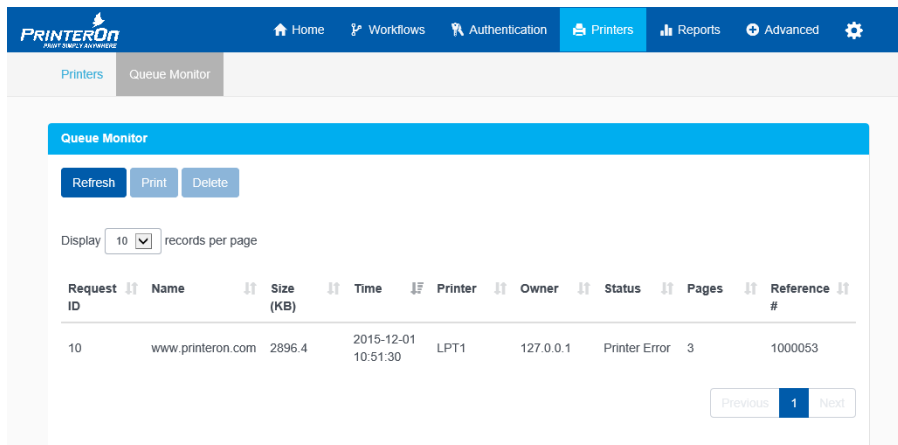 PRINTERON
PRINT SIMPLY ANYWHERE
Home Workflows Authentication Printers Reports Advanced
Printers Queue Monitor
Queue Monitor
Refresh Print Delete
Display 10 records per page
Request ID Name Size (KB) Time Printer Owner Status Pages Reference #
10 www.printeron.com 2896.4 2015-12-01 10:51:30 LPT1 127.0.0.1 Printer Error 3 1000053
Previous 1 Next